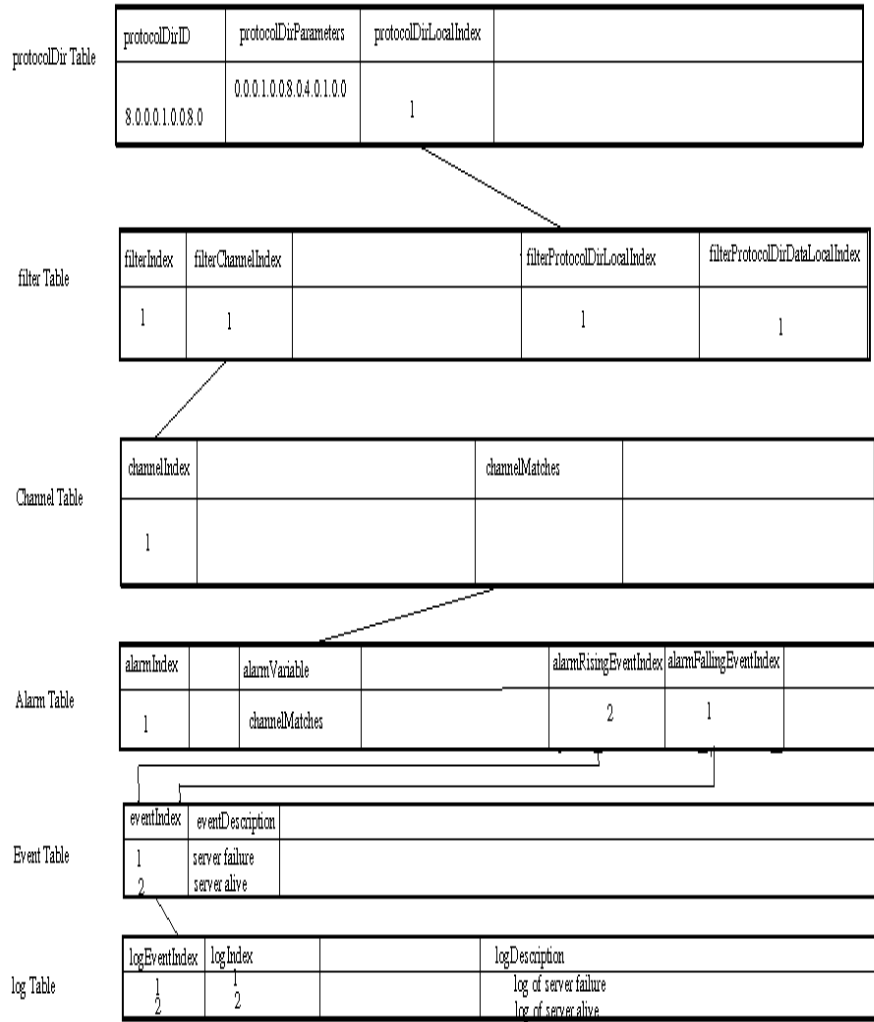 protocolDir Table
protocolDirID protocolDirParameters protocolDirLocalIndex
8.0.0.0.1.0.0.8.0 0.0.0.1.0.0.8.0.4.0.1.0.0 1
filter Table
filterIndex filterChannelIndex filterProtocolDirLocalIndex filterProtocolDirDataLocalIndex
1 1 1 1
Channel Table
channelIndex channelMatches
1
Alarm Table
alarmIndex alarmVariable alarmRisingEventIndex alarmFallingEventIndex
1 channelMatches 2 1
Event Table
eventIndex eventDescription
1 server failure
2 server alive
log Table
logEventIndex logIndex logDescription
1 1 log of server failure
2 2 log of server alive